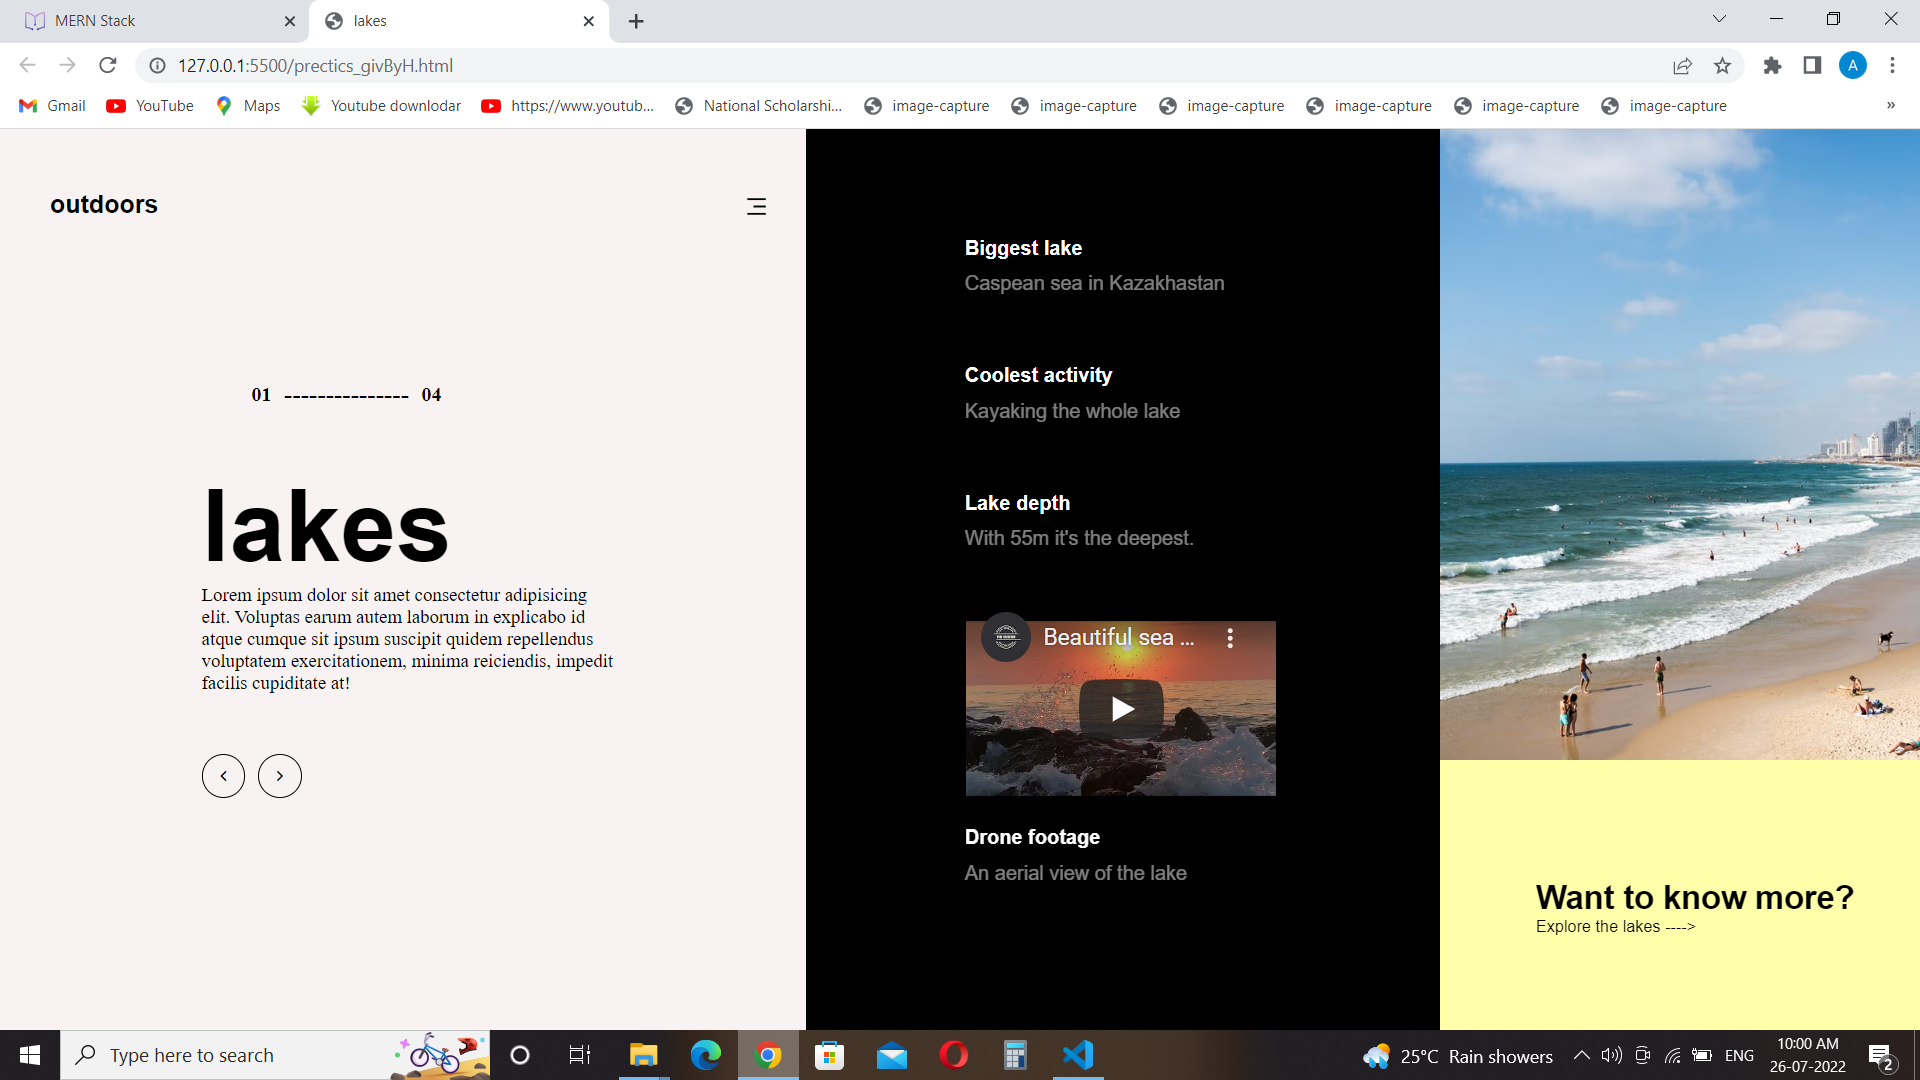 MERN Stack
lakes
127.0.0.1:5500/prectics_givByH.html
A
Gmail
YouTube
Maps
Youtube downlodar
https://www.youtub...
National Scholarshi...
image-capture
image-capture
image-capture
image-capture
image-capture
image-capture
»
outdoors
01 --------------- 04
lakes
Lorem ipsum dolor sit amet consectetur adipisicing
elit. Voluptas earum autem laborum in explicabo id
atque cumque sit ipsum suscipit quidem repellendus
voluptatem exercitationem, minima reiciendis, impedit
facilis cupiditate at!
Biggest lake
Caspean sea in Kazakhastan
Coolest activity
Kayaking the whole lake
Lake depth
With 55m it's the deepest.
Beautiful sea ...
Drone footage
An aerial view of the lake
Want to know more?
Explore the lakes ---->
Type here to search
25°C Rain showers
ENG
10:00 AM
26-07-2022
2